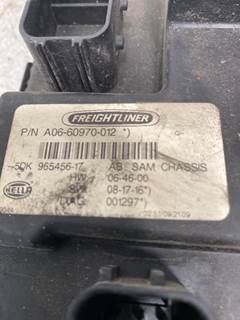 FREIGHTLINER
P/N A06-60970-012 *)
5DK 965456-17 AB SAM CHASSIS
HW: 06-46-00
08-17-16*)
HELLA DIAG: 001297*)